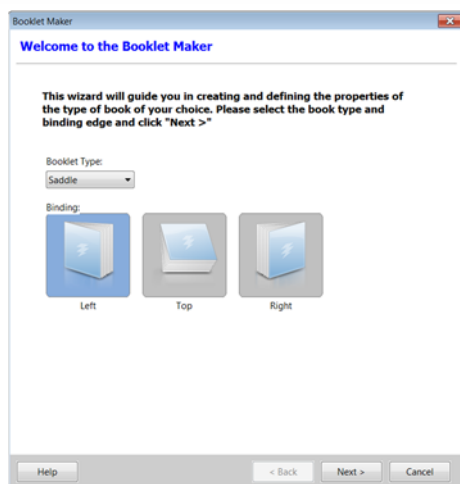 Booklet Maker
Welcome to the Booklet Maker
This wizard will guide you in creating and defining the properties of
the type of book of your choice. Please select the book type and
binding edge and click "Next >"
Booklet Type:
Saddle
Binding:
Left Top Right
Help < Back Next > Cancel